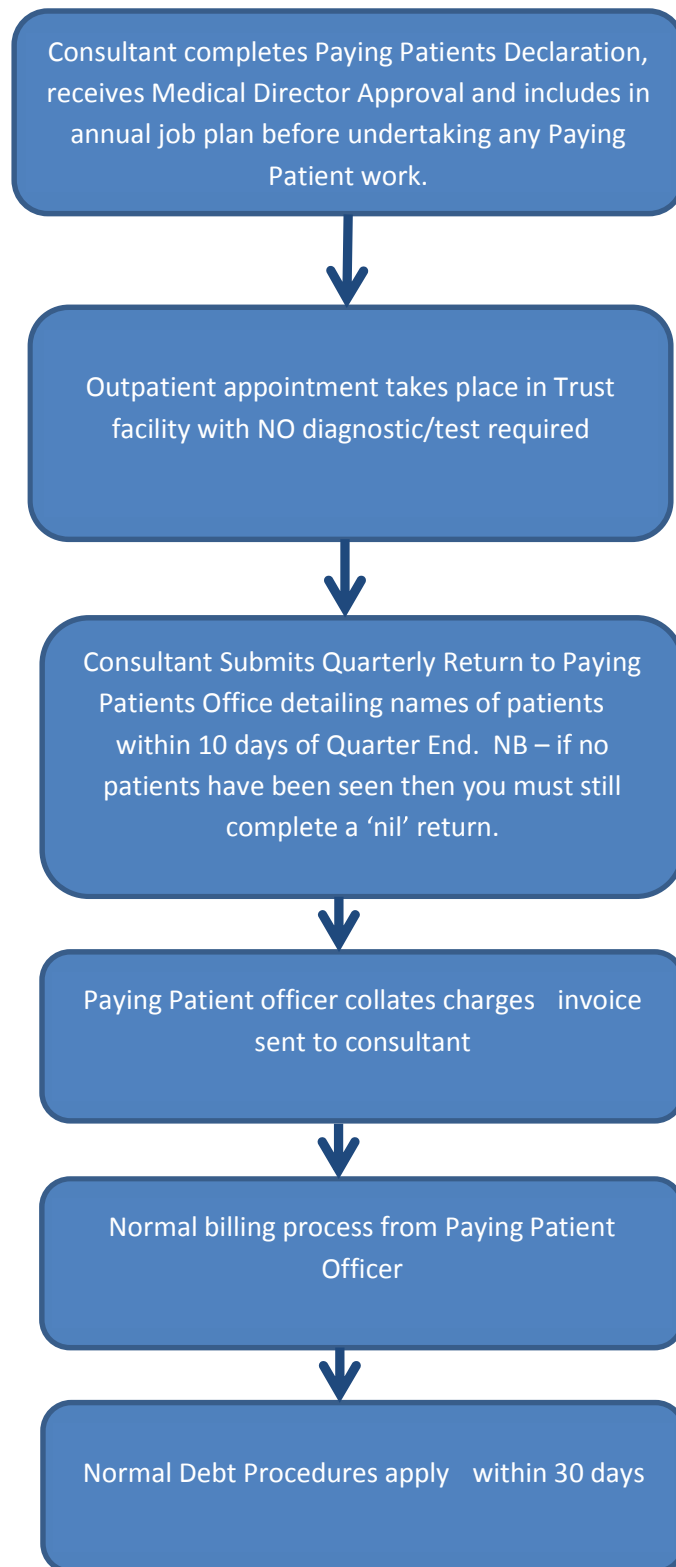 Consultant completes Paying Patients Declaration,
receives Medical Director Approval and includes in
annual job plan before undertaking any Paying
Patient work.
Outpatient appointment takes place in Trust
facility with NO diagnostic/test required
Consultant Submits Quarterly Return to Paying
Patients Office detailing names of patients
within 10 days of Quarter End.  NB – if no
patients have been seen then you must still
complete a ‘nil’ return.
Paying Patient officer collates charges   invoice
sent to consultant
Normal billing process from Paying Patient
Officer
Normal Debt Procedures apply   within 30 days